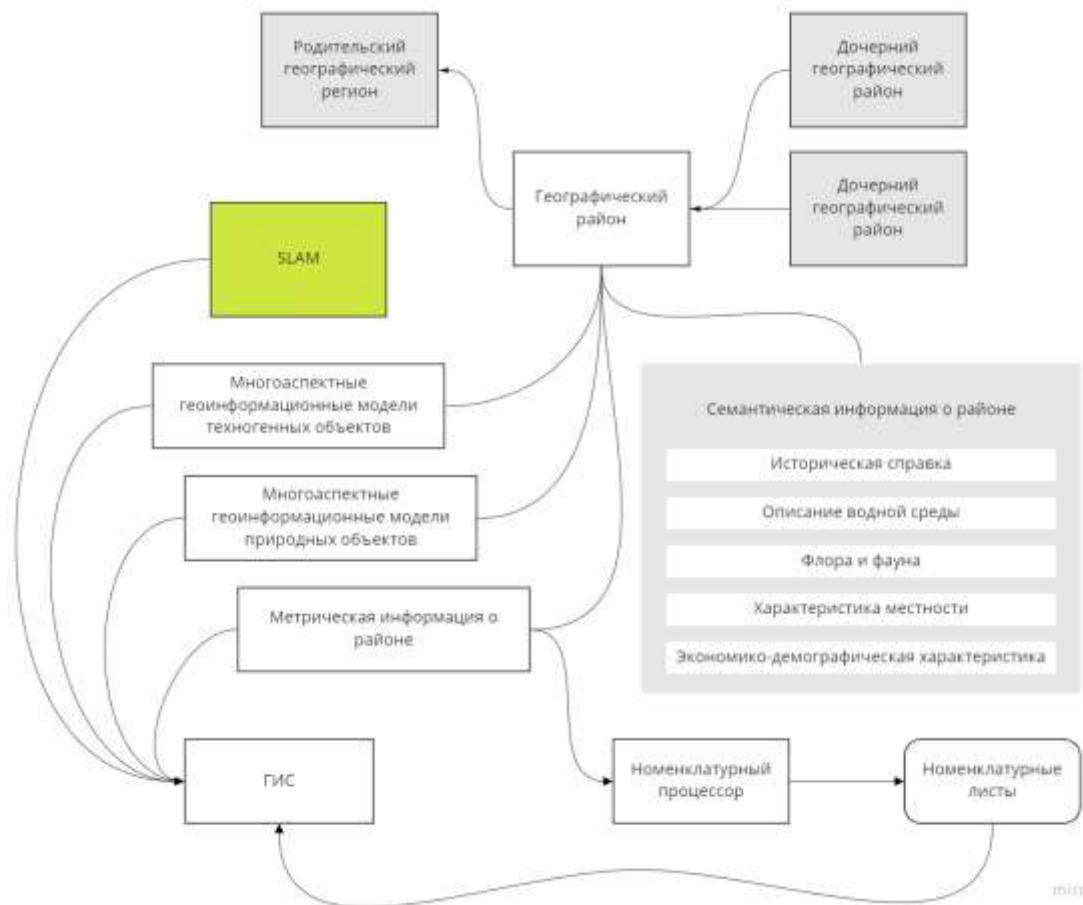 Родительский
географический
регион
Дочерний
географический
район
Географический
район
Дочерний
географический
район
SLAM
Многоаспектные
геоинформационные модели
техногенных объектов
Семантическая информация о районе
Историческая справка
Описание водной среды
Флора и фауна
Характеристика местности
Экономико-демографическая характеристика
Многоаспектные
геоинформационные модели
природных объектов
Метрическая информация о
районе
ГИС
Номенклатурный
процессор
Номенклатурные
листы